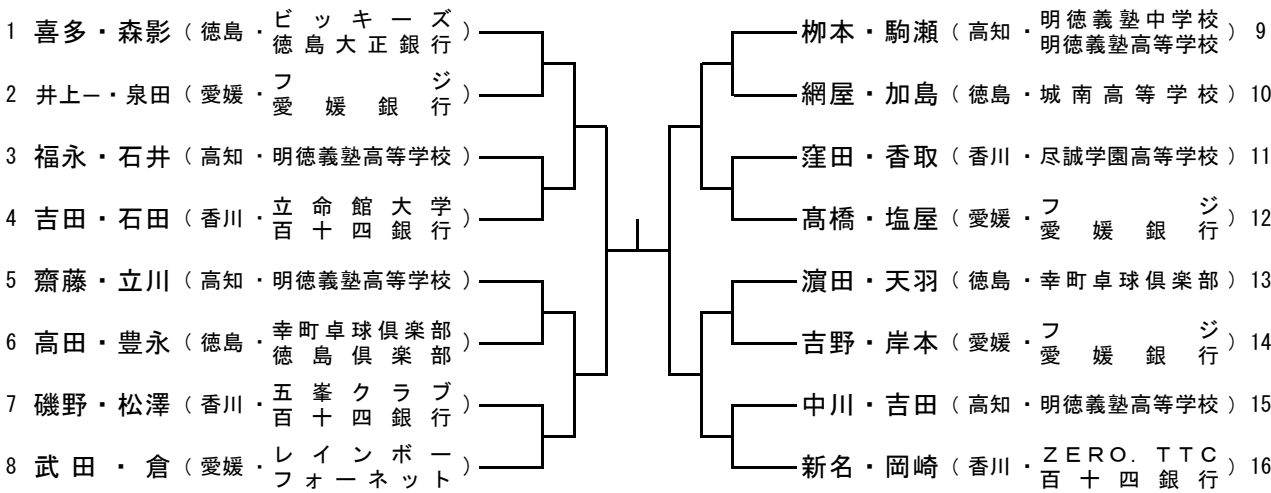 1 喜多・森影 ( 徳島 ・ ビッキーズ 徳島大正銀行 )
2 井上一・泉田 ( 愛媛 ・ フジ 愛媛銀行 )
3 福永・石井 ( 高知 ・ 明徳義塾高等学校 )
4 吉田・石田 ( 香川 ・ 立命館大学 百十四銀行 )
5 齋藤・立川 ( 高知 ・ 明徳義塾高等学校 )
6 高田・豊永 ( 徳島 ・ 幸町卓球倶楽部 徳島倶楽部 )
7 磯野・松澤 ( 香川 ・ 五峯クラブ 百十四銀行 )
8 武田・倉 ( 愛媛 ・ レインボー フォーネット )
栁本・駒瀬 ( 高知 ・ 明徳義塾中学校 明徳義塾高等学校 ) 9
網屋・加島 ( 徳島 ・ 城南高等学校 ) 10
窪田・香取 ( 香川 ・ 尽誠学園高等学校 ) 11
髙橋・塩屋 ( 愛媛 ・ フジ 愛媛銀行 ) 12
濵田・天羽 ( 徳島 ・ 幸町卓球倶楽部 ) 13
吉野・岸本 ( 愛媛 ・ フジ 愛媛銀行 ) 14
中川・吉田 ( 高知 ・ 明徳義塾高等学校 ) 15
新名・岡崎 ( 香川 ・ ZERO. TTC 百十四銀行 ) 16